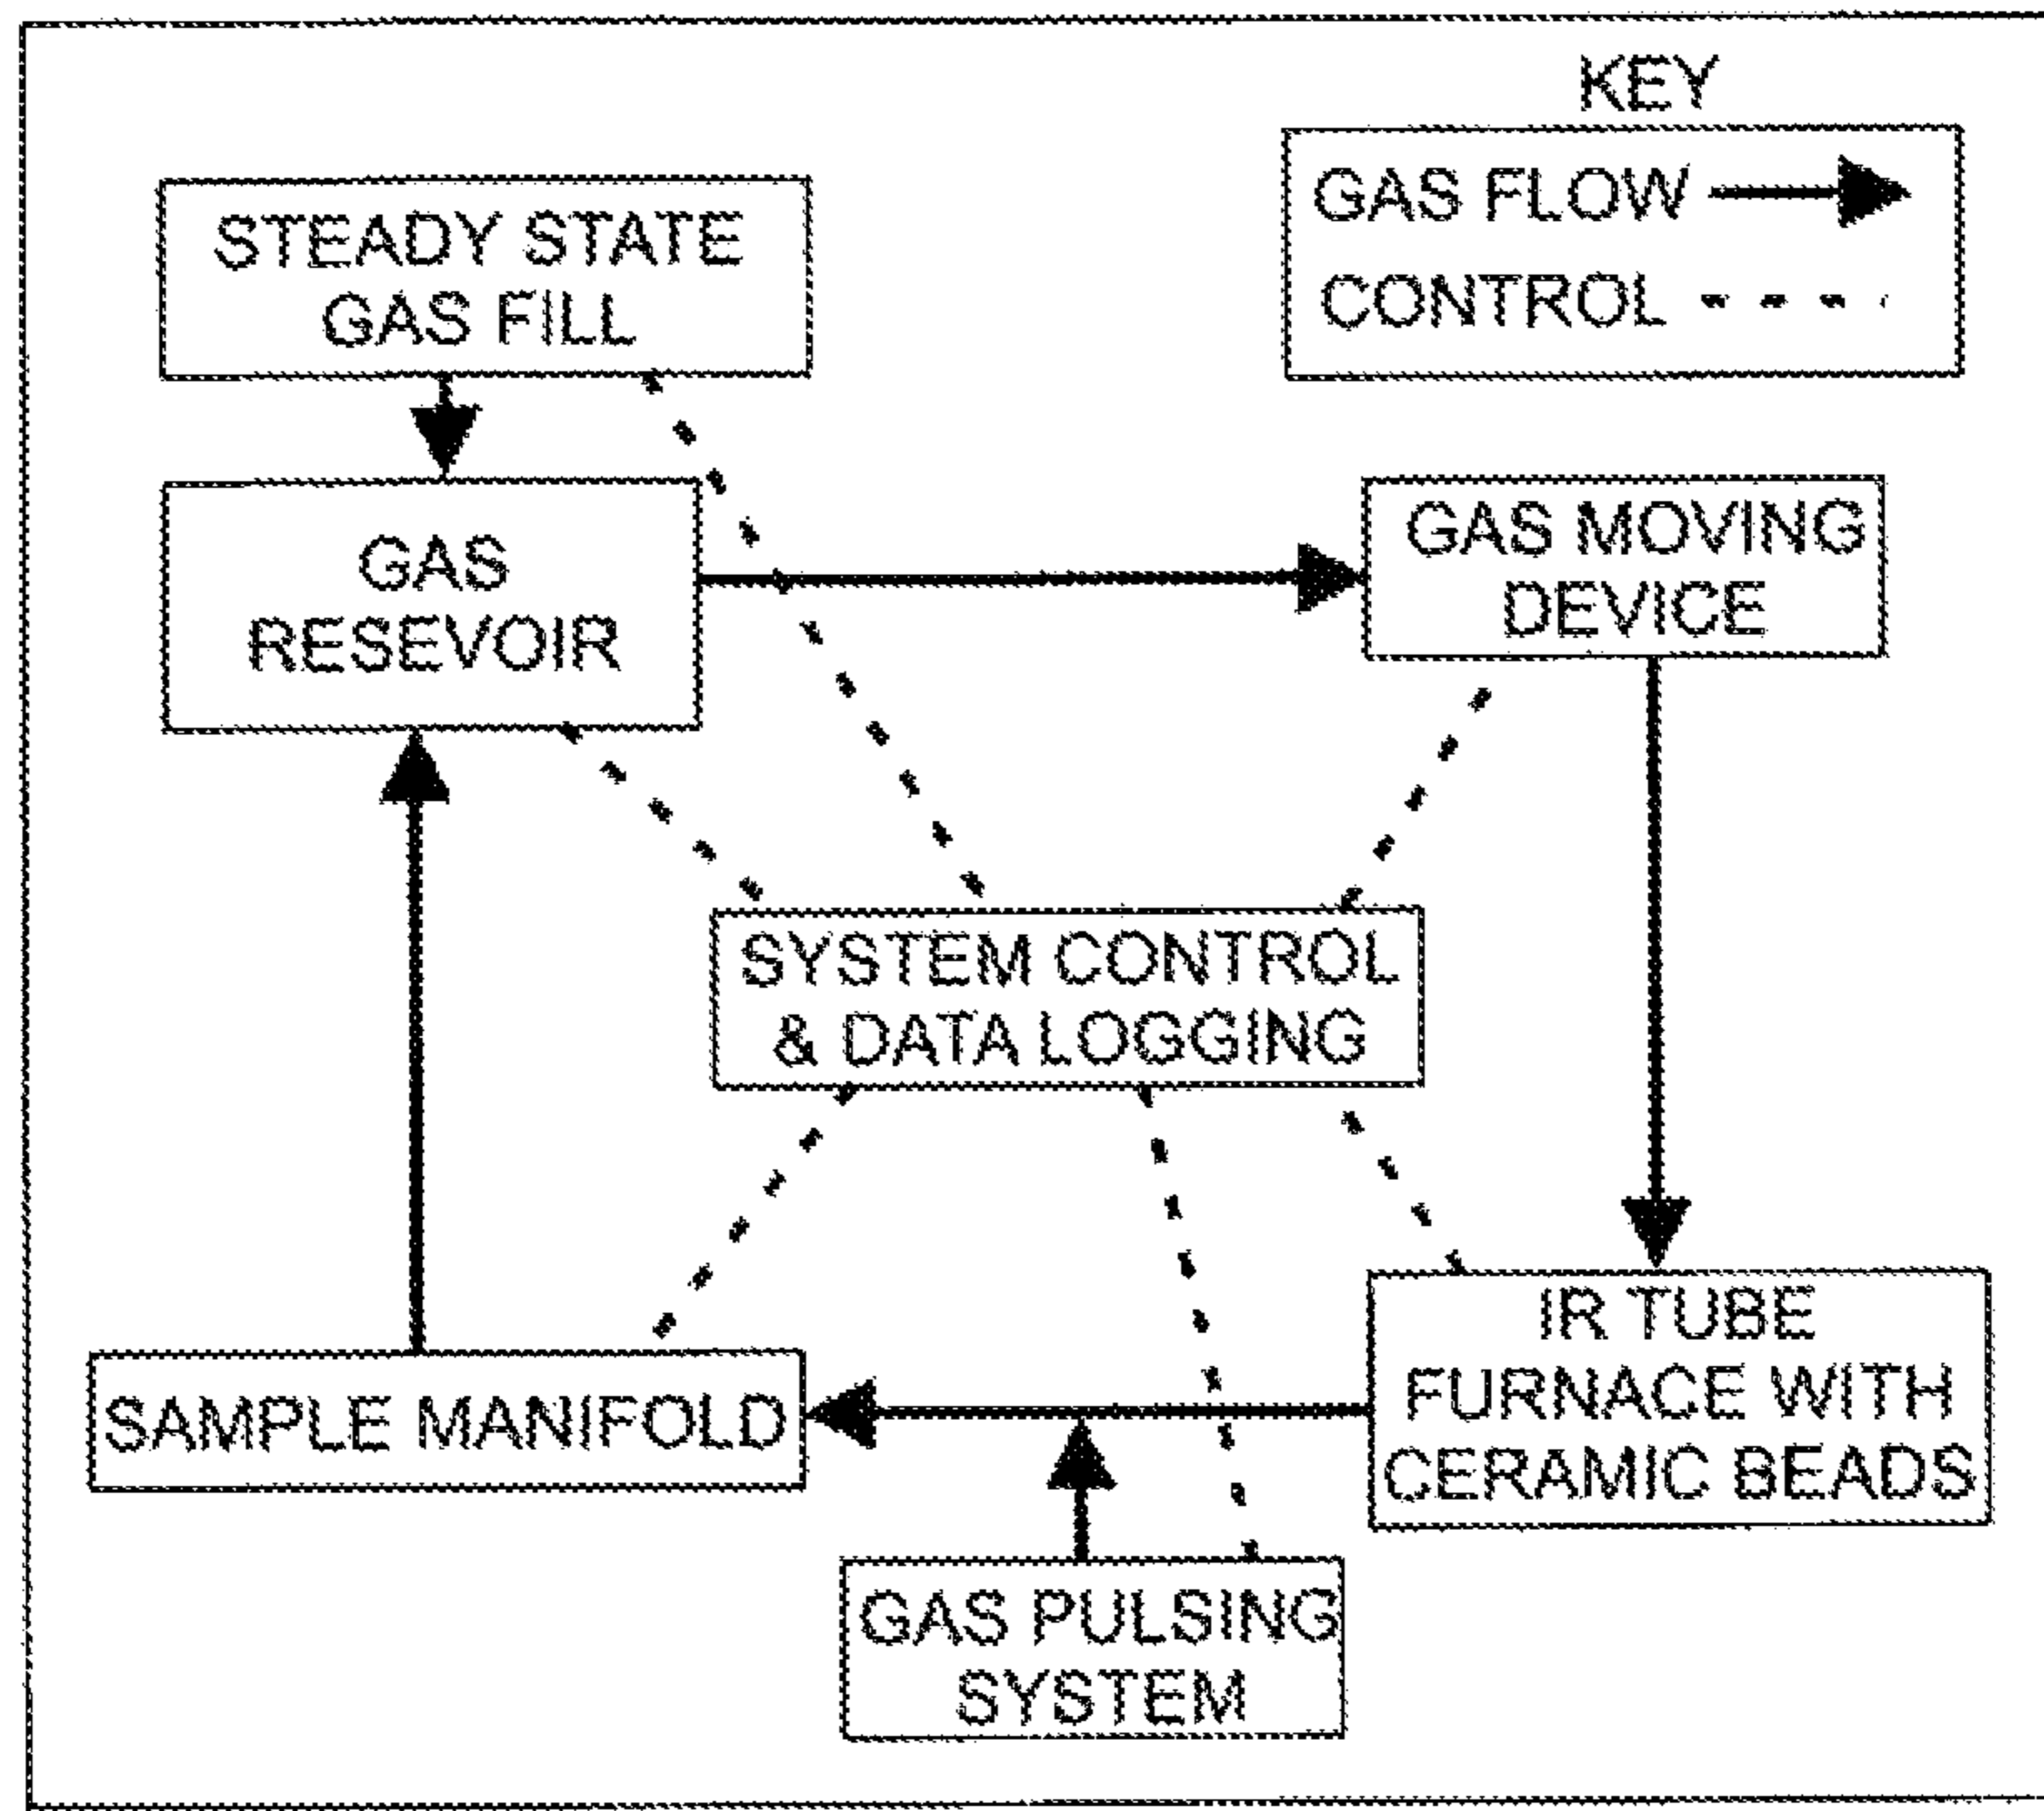 KEY
GAS FLOW
CONTROL
STEADY STATE
GAS FILL
GAS
RESEVOIR
GAS MOVING
DEVICE
SYSTEM CONTROL
& DATA LOGGING
IR TUBE
FURNACE WITH
CERAMIC BEADS
SAMPLE MANIFOLD
GAS PULSING
SYSTEM